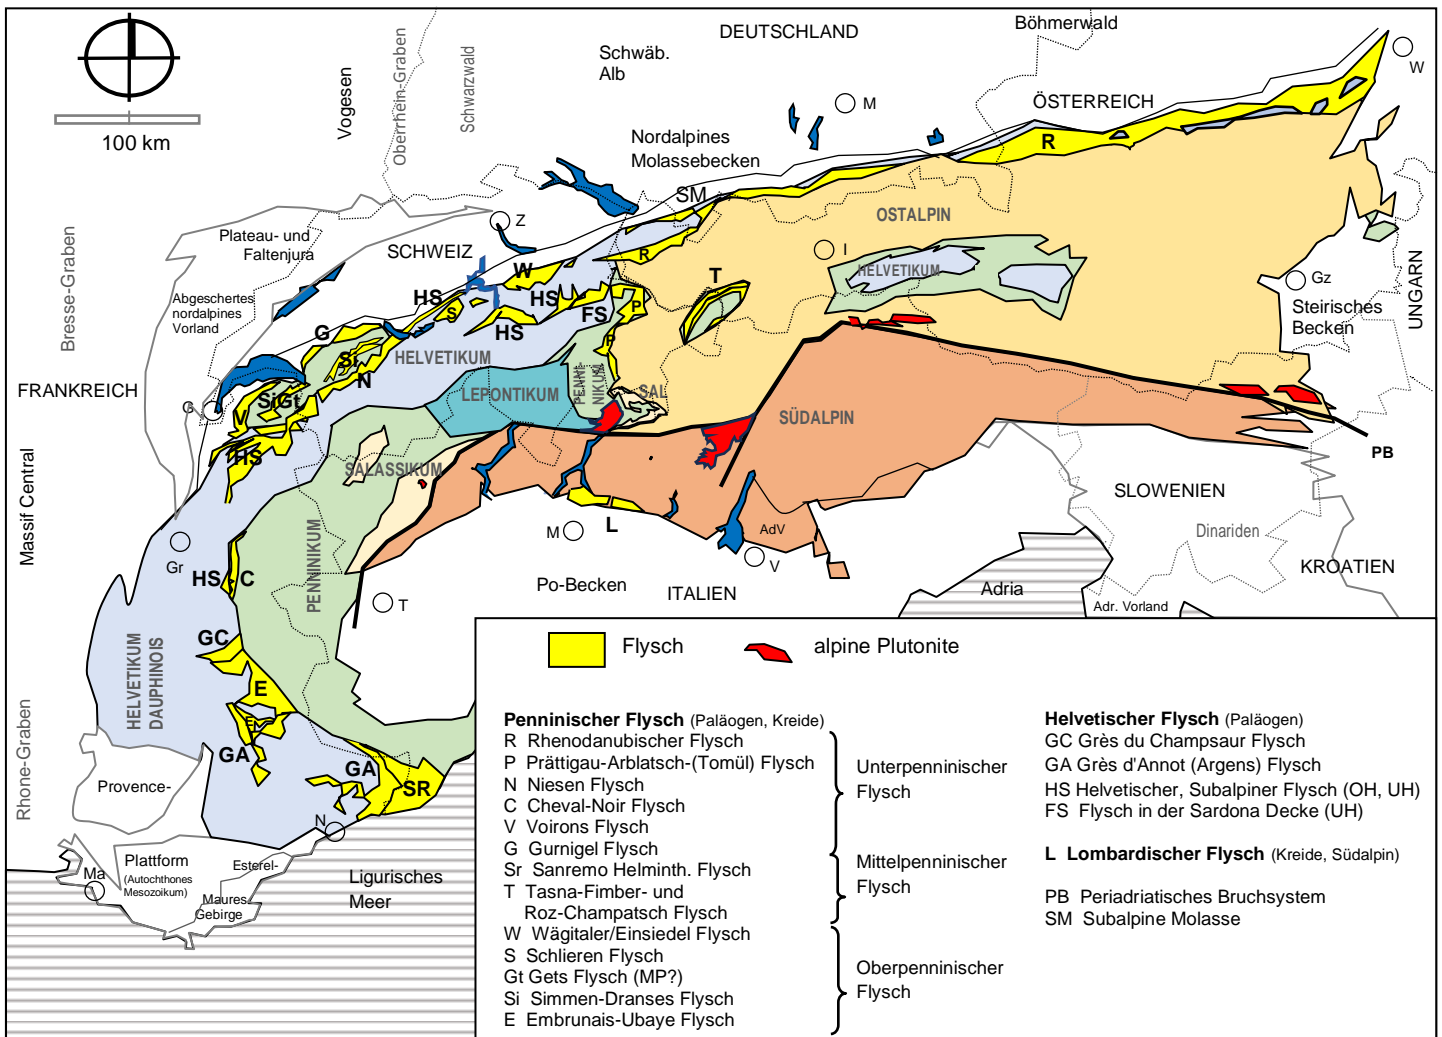 DEUTSCHLAND
Böhmerwald
Schwäb.
Alb
Vogesen
Oberrhein-Graben
Schwarzwald
W
M
ÖSTERREICH
100 km
Nordalpines
Molassebecken
R
SM
OSTALPIN
Z
Plateau- und
Faltenjura
SCHWEIZ
I
Bresse-Graben
W
R
T
HELVETIKUM
Gz
UNGARN
Abgeschertes
nordalpines
Vorland
HS
HS
S
HS
FS
P
Steirisches
Becken
G
Si
N
HELVETIKUM
P
FRANKREICH
LEPONTIKUM
PENNI-
NIKUM
SAL
G
V
SiGt
SÜDALPIN
HS
SALASSIKUM
PB
Massif Central
SLOWENIEN
PENNINIKUM
L
M
AdV
Dinariden
Gr
V
HS
C
Po-Becken
ITALIEN
Adria
KROATIEN
T
Adr. Vorland
GC
HELVETIKUM
DAUPHINOIS
E
E
GA
GA
SR
Rhone-Graben
Provence-
N
Plattform
(Autochthones
Mesozoikum)
Esterel-
Ma
Maures
Gebirge
Ligurisches
Meer
Flysch
alpine Plutonite
Penninischer Flysch (Paläogen, Kreide)
R Rhenodanubischer Flysch
P Prättigau-Arblatsch-(Tomül) Flysch
N Niesen Flysch
C Cheval-Noir Flysch
V Voirons Flysch
G Gurnigel Flysch
Sr Sanremo Helminth. Flysch
T Tasna-Fimber- und
Roz-Champatsch Flysch
W Wägitaler/Einsiedel Flysch
S Schlieren Flysch
Gt Gets Flysch (MP?)
Si Simmen-Dranses Flysch
E Embrunais-Ubaye Flysch
Unterpenninischer
Flysch
Mittelpenninischer
Flysch
Oberpenninischer
Flysch
Helvetischer Flysch (Paläogen)
GC Grès du Champsaur Flysch
GA Grès d'Annot (Argens) Flysch
HS Helvetischer, Subalpiner Flysch (OH, UH)
FS Flysch in der Sardona Decke (UH)
L Lombardischer Flysch (Kreide, Südalpin)
PB Periadriatisches Bruchsystem
SM Subalpine Molasse